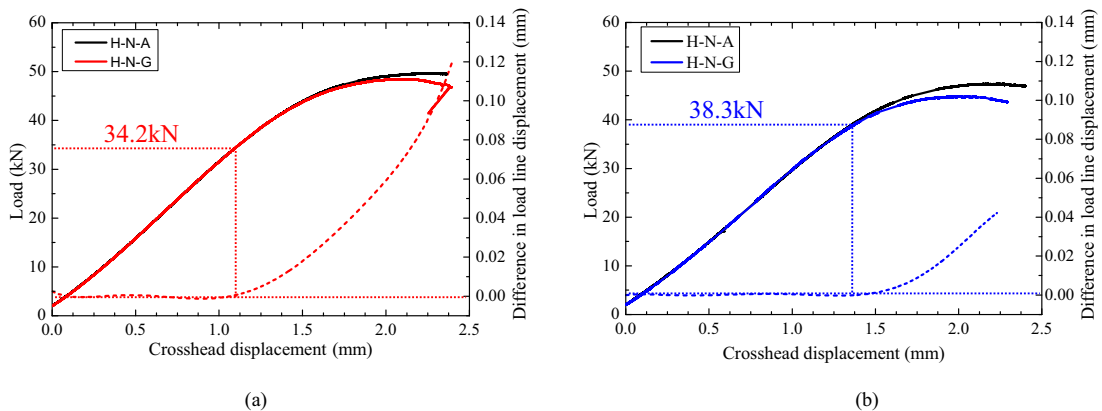 H-N-A
H-N-G
34.2kN
Load (kN)
60
50
40
30
20
10
0
0.0 0.5 1.0 1.5 2.0 2.5
Crosshead displacement (mm)
0.14
0.12
0.10
0.08
0.06
0.04
0.02
0.00
Difference in load line displacement (mm)
(a)
H-N-A
H-N-G
38.3kN
Load (kN)
60
50
40
30
20
10
0
0.0 0.5 1.0 1.5 2.0 2.5
Crosshead displacement (mm)
0.14
0.12
0.10
0.08
0.06
0.04
0.02
0.00
Difference in load line displacement (mm)
(b)